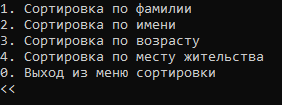 1. Сортировка по фамилии
2. Сортировка по имени
3. Сортировка по возрасту
4. Сортировка по месту жительства
0. Выход из меню сортировки
<<